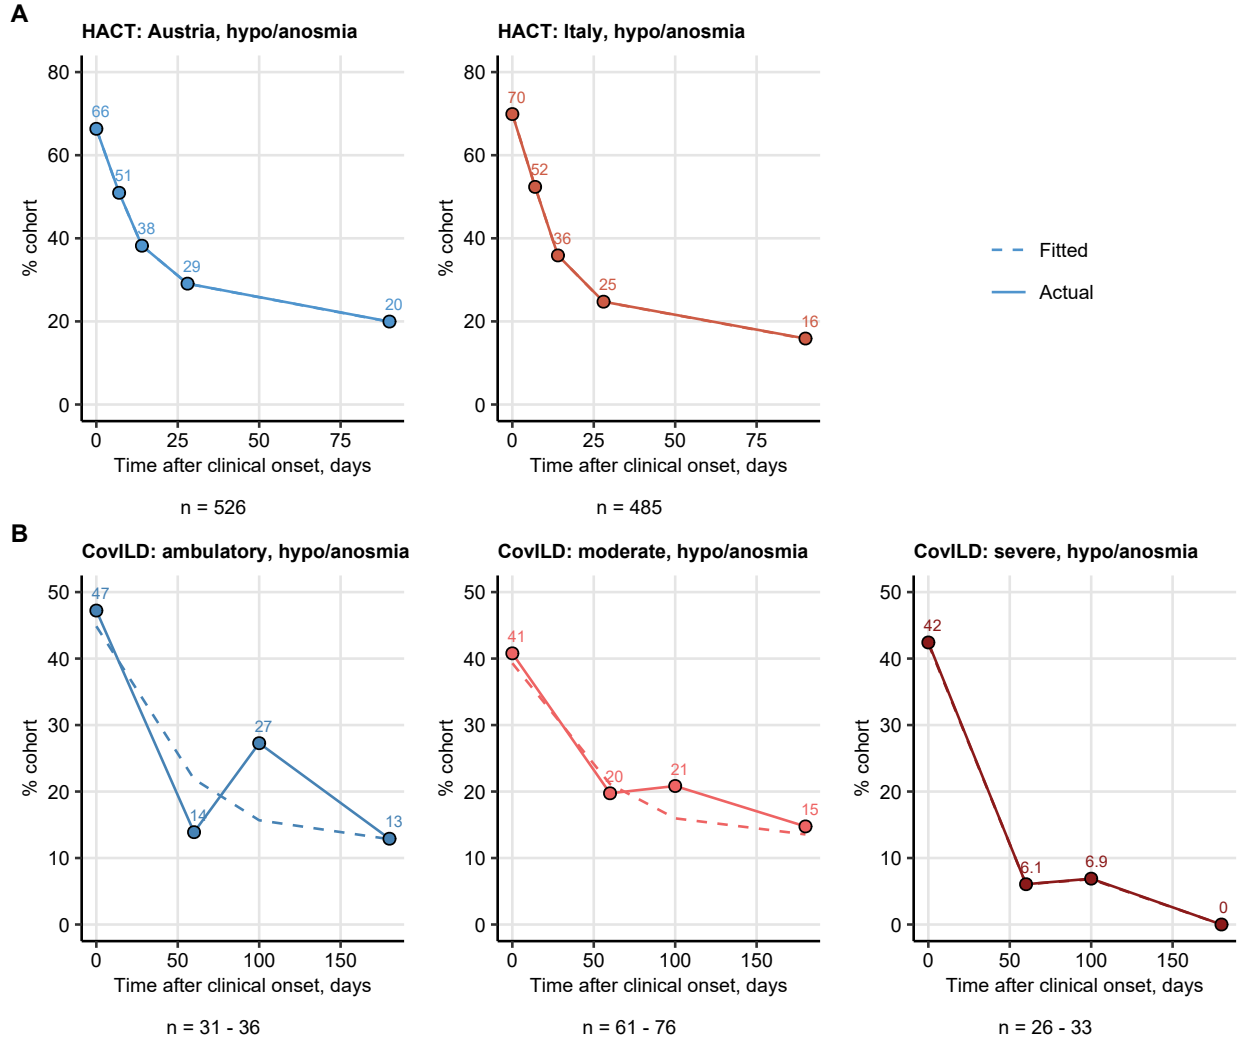 A
HACT: Austria, hypo/anosmia
HACT: Italy, hypo/anosmia
80
60
40
20
0
% cohort
66
51
38
29
20
0 25 50 75
Time after clinical onset, days
n = 526
80
60
40
20
0
% cohort
70
52
36
25
16
0 25 50 75
Time after clinical onset, days
n = 485
Fitted
Actual
B
CovILD: ambulatory, hypo/anosmia
50
40
30
20
10
0
% cohort
47
14
27
13
0 50 100 150
Time after clinical onset, days
n = 31 - 36
CovILD: moderate, hypo/anosmia
50
40
30
20
10
0
% cohort
41
20
21
15
0 50 100 150
Time after clinical onset, days
n = 61 - 76
CovILD: severe, hypo/anosmia
50
40
30
20
10
0
% cohort
42
6.1
6.9
0
0 50 100 150
Time after clinical onset, days
n = 26 - 33